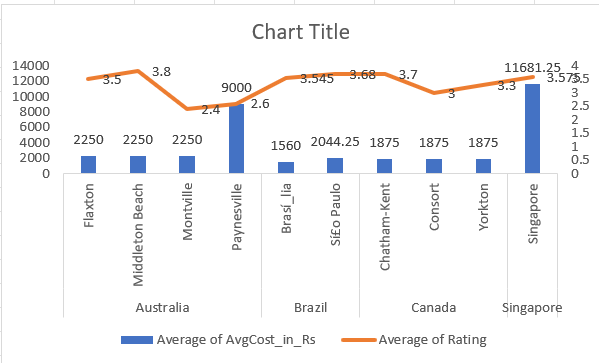 Chart Title
14000
12000
10000
8000
6000
4000
2000
0
4
3.5
3
2.5
2
1.5
1
0.5
0
2250
2250
2250
9000
1560
2044.25
1875
1875
1875
11681.25
3.5
3.8
2.4
2.6
3.545
3.68
3.7
3
3.3
3.575
Flaxton
Middleton Beach
Montville
Paynesville
Brasí_lia
Sí£o Paulo
Chatham-Kent
Consort
Yorkton
Singapore
Australia
Brazil
Canada
Singapore
Average of AvgCost_in_Rs
Average of Rating